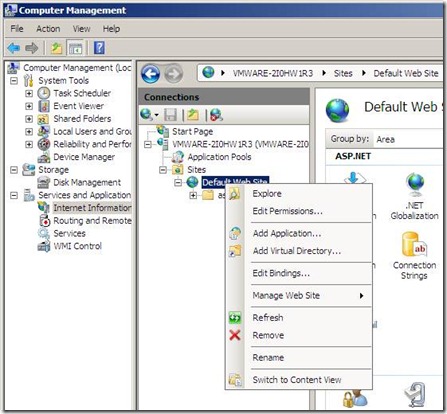 Computer Management
File Action View Help
Computer Management (Loc
System Tools
Task Scheduler
Event Viewer
Shared Folders
Local Users and Grou
Reliability and Perfor
Device Manager
Storage
Disk Management
Services and Application
Internet Information
Routing and Remote
Services
WMI Control
VMWARE-2I0HW1R3 Sites Default Web Site
Connections
Start Page
VMWARE-2I0HW1R3 (VMWARE
Application Pools
Sites
Default Web Site
as
Explore
Edit Permissions...
Add Application...
Add Virtual Directory...
Edit Bindings...
Manage Web Site
Refresh
Remove
Rename
Switch to Content View
Default Web S
Group by: Area
ASP.NET
.NET
Globalization
Connection
Strings
ab